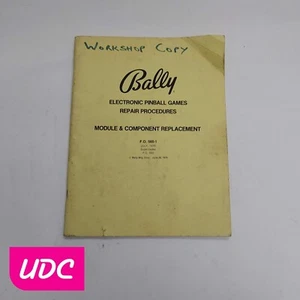 WORKSHOP COPY
Bally
ELECTRONIC PINBALL GAMES
REPAIR PROCEDURES
MODULE & COMPONENT REPLACEMENT
UDC